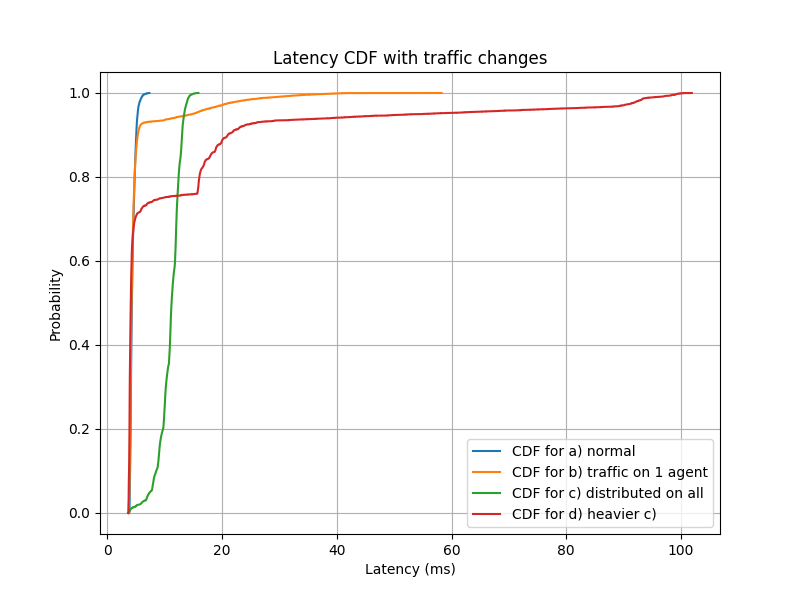 Latency CDF with traffic changes
1.0
0.8
0.6
0.4
0.2
0.0
Probability
CDF for a) normal
CDF for b) traffic on 1 agent
CDF for c) distributed on all
CDF for d) heavier c)
0
20
40
60
80
100
Latency (ms)